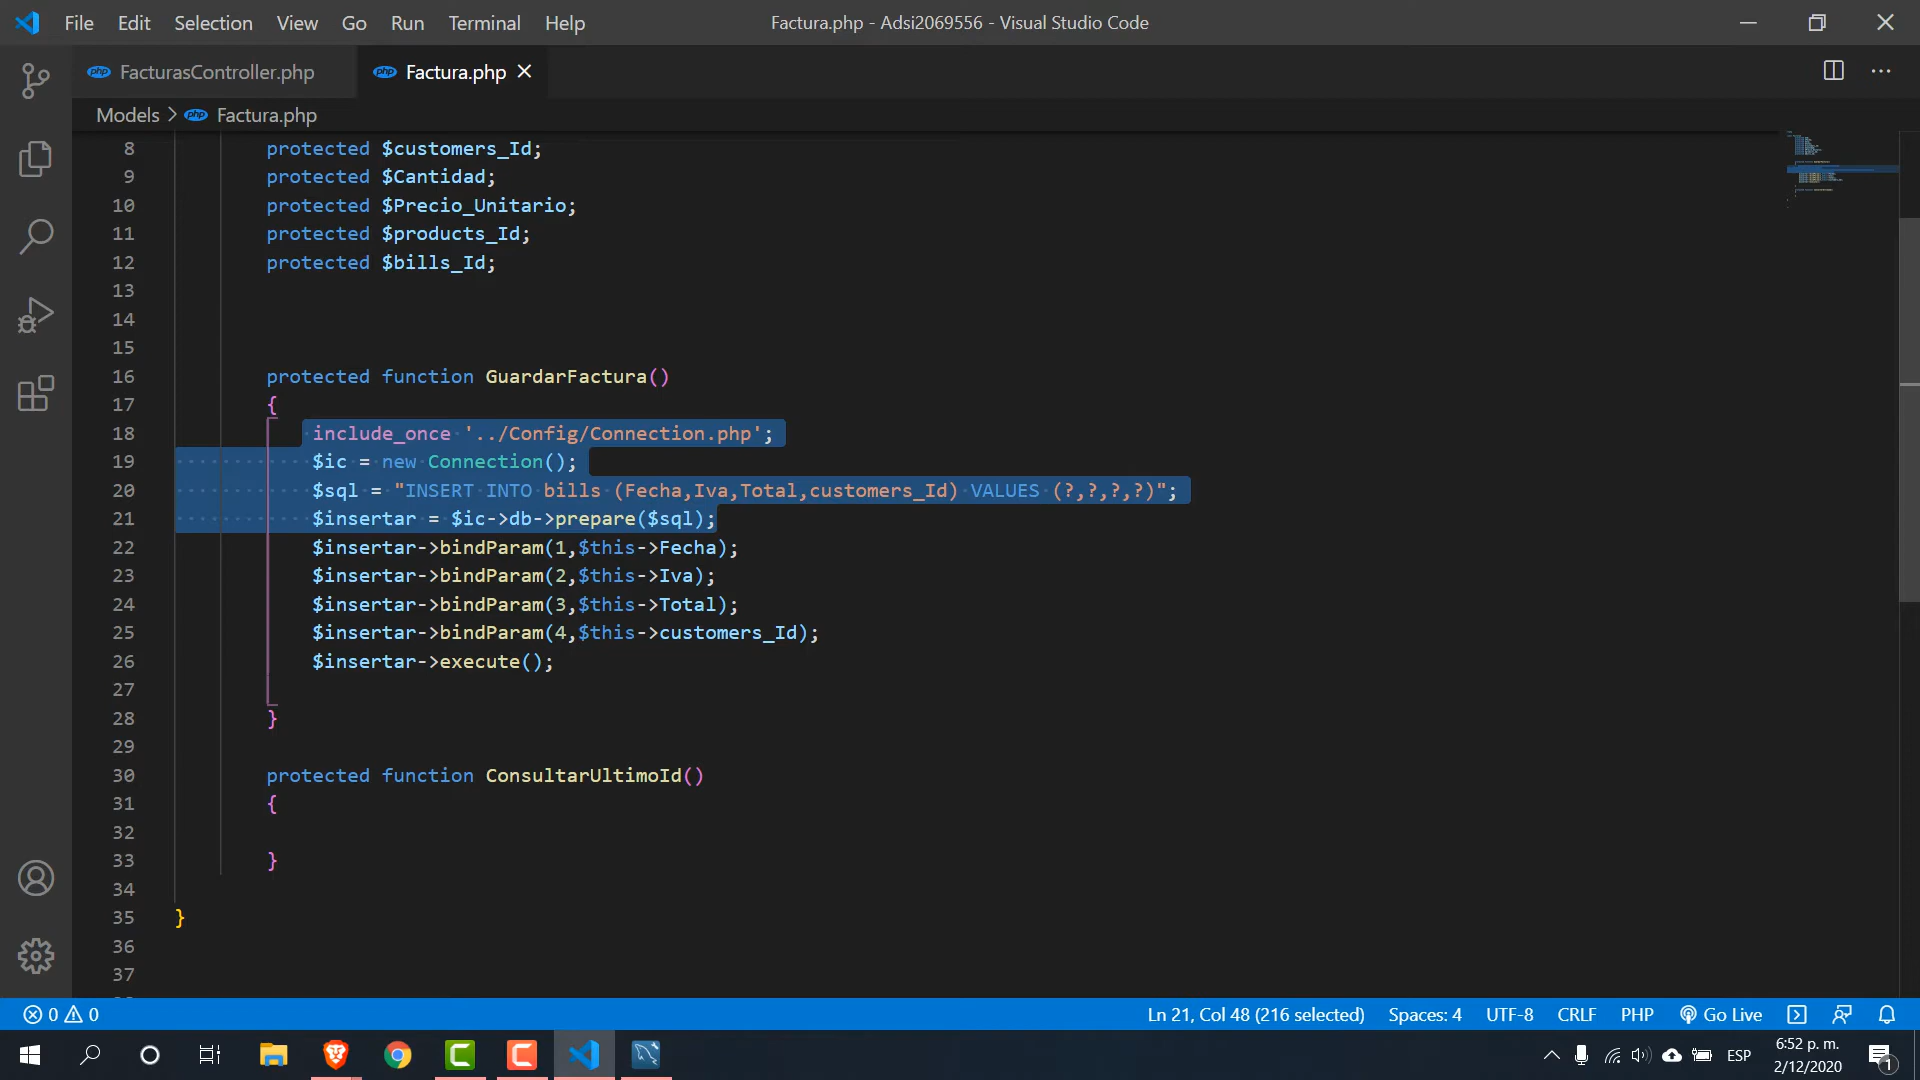 File Edit Selection View Go Run Terminal Help
Factura.php - Adsi2069556 - Visual Studio Code
php FacturasController.php
php Factura.php
Models > php Factura.php
8 protected $customers_Id;
9 protected $Cantidad;
10 protected $Precio_Unitario;
11 protected $products_Id;
12 protected $bills_Id;
13
14
15
16 protected function GuardarFactura()
17 {
18 include_once '../Config/Connection.php';
19 $ic = new Connection();
20 $sql = "INSERT INTO bills (Fecha,Iva,Total,customers_Id) VALUES (?,?,?,?)";
21 $insertar = $ic->db->prepare($sql);
22 $insertar->bindParam(1,$this->Fecha);
23 $insertar->bindParam(2,$this->Iva);
24 $insertar->bindParam(3,$this->Total);
25 $insertar->bindParam(4,$this->customers_Id);
26 $insertar->execute();
27
28 }
29
30 protected function ConsultarUltimoId()
31 {
32
33 }
34
35 }
36
37
0 0 Ln 21, Col 48 (216 selected) Spaces: 4 UTF-8 CRLF PHP Go Live
ESP
6:52 p. m.
2/12/2020
1